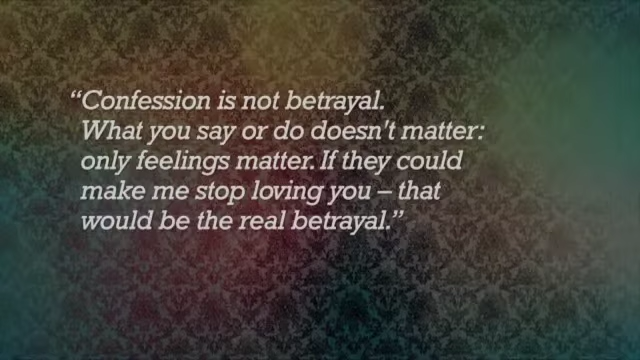 “Confession is not betrayal.
What you say or do doesn't matter:
only feelings matter. If they could
make me stop loving you – that
would be the real betrayal.”